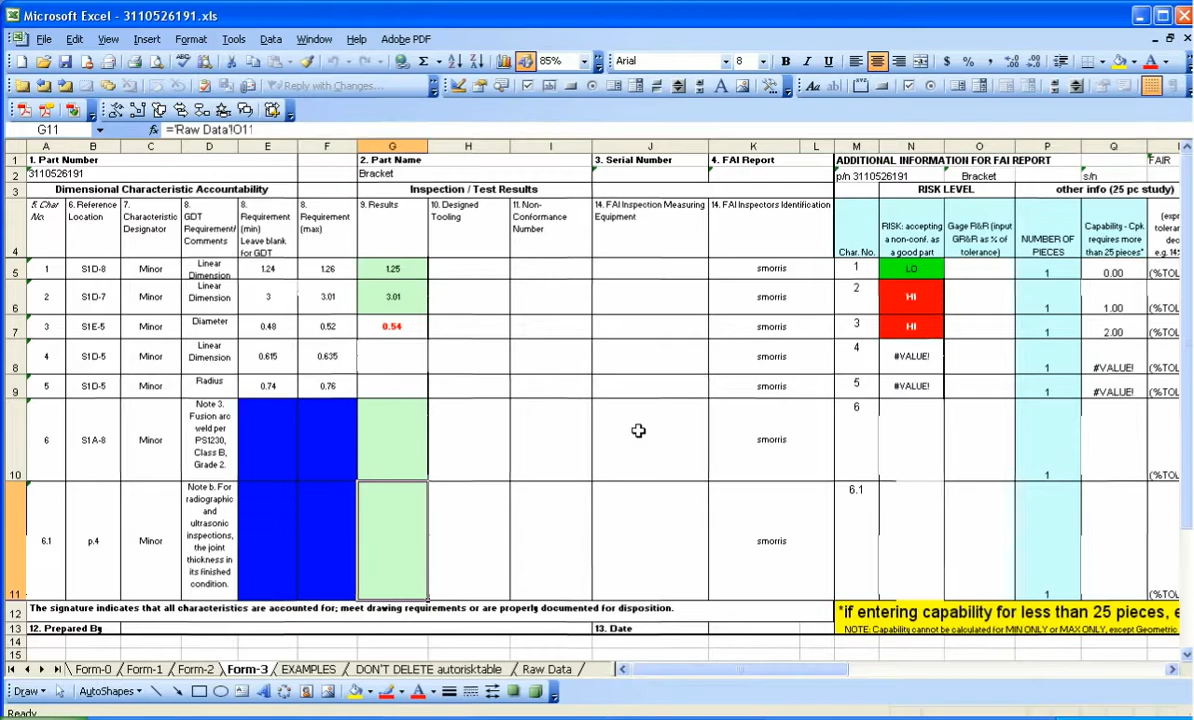 Microsoft Excel - 3110526191.xls
File Edit View Insert Format Tools Data Window Help Adobe PDF
85% Arial 8 B I U $ %
Reply with Changes...
G11 fx ='Raw Data'!O11
A B C D E F G H I J K L M N O P Q
1 1. Part Number 2. Part Name 3. Serial Number 4. FAI Report ADDITIONAL INFORMATION FOR FAI REPORT FAIR
2 3110526191 Bracket p/n 3110526191 Bracket s/n
3 Dimensional Characteristic Accountability Inspection / Test Results RISK LEVEL other info (25 pc study)
4 5. Char No. 6. Reference Location 7. Characteristic Designator 8. GDT Requirement/ Comments 8. Requirement (min) Leave blank for GDT 8. Requirement (max) 9. Results 10. Designed Tooling 11. Non-Conformance Number 14. FAI Inspection Measuring Equipment 14. FAI Inspectors Identification Char. No. RISK: accepting a non-conf. as a good part Gage R&R (input GR&R as % of tolerance) NUMBER OF PIECES Capability - Cpk requires more than 25 pieces*
5 1 S1D-8 Minor Linear Dimension 1.24 1.26 1.25 smorris 1 LO 1 0.00 (%TOL
6 2 S1D-7 Minor Linear Dimension 3 3.01 3.01 smorris 2 HI 1 1.00 (%TOL
7 3 S1E-5 Minor Diameter 0.48 0.52 0.54 smorris 3 HI 1 2.00 (%TOL
8 4 S1D-5 Minor Linear Dimension 0.615 0.635 smorris 4 #VALUE! 1 #VALUE! (%TOL
9 5 S1D-5 Minor Radius 0.74 0.76 smorris 5 #VALUE! 1 #VALUE! (%TOL
10 6 S1A-8 Minor Note 3. Fusion arc weld per PS1230, Class B, Grade 2. smorris 6 1 (%TOL
11 6.1 p.4 Minor Note b. For radiographic and ultrasonic inspections, the joint thickness in its finished condition. smorris 6.1 1 (%TOL
12 The signature indicates that all characteristics are accounted for; meet drawing requirements or are properly documented for disposition. *if entering capability for less than 25 pieces, e
13 12. Prepared By 13. Date NOTE: Capability cannot be calculated for MIN ONLY or MAX ONLY, except Geometric
14
15
Form-0 Form-1 Form-2 Form-3 EXAMPLES DON'T DELETE autorisktable Raw Data
Draw AutoShapes
Ready